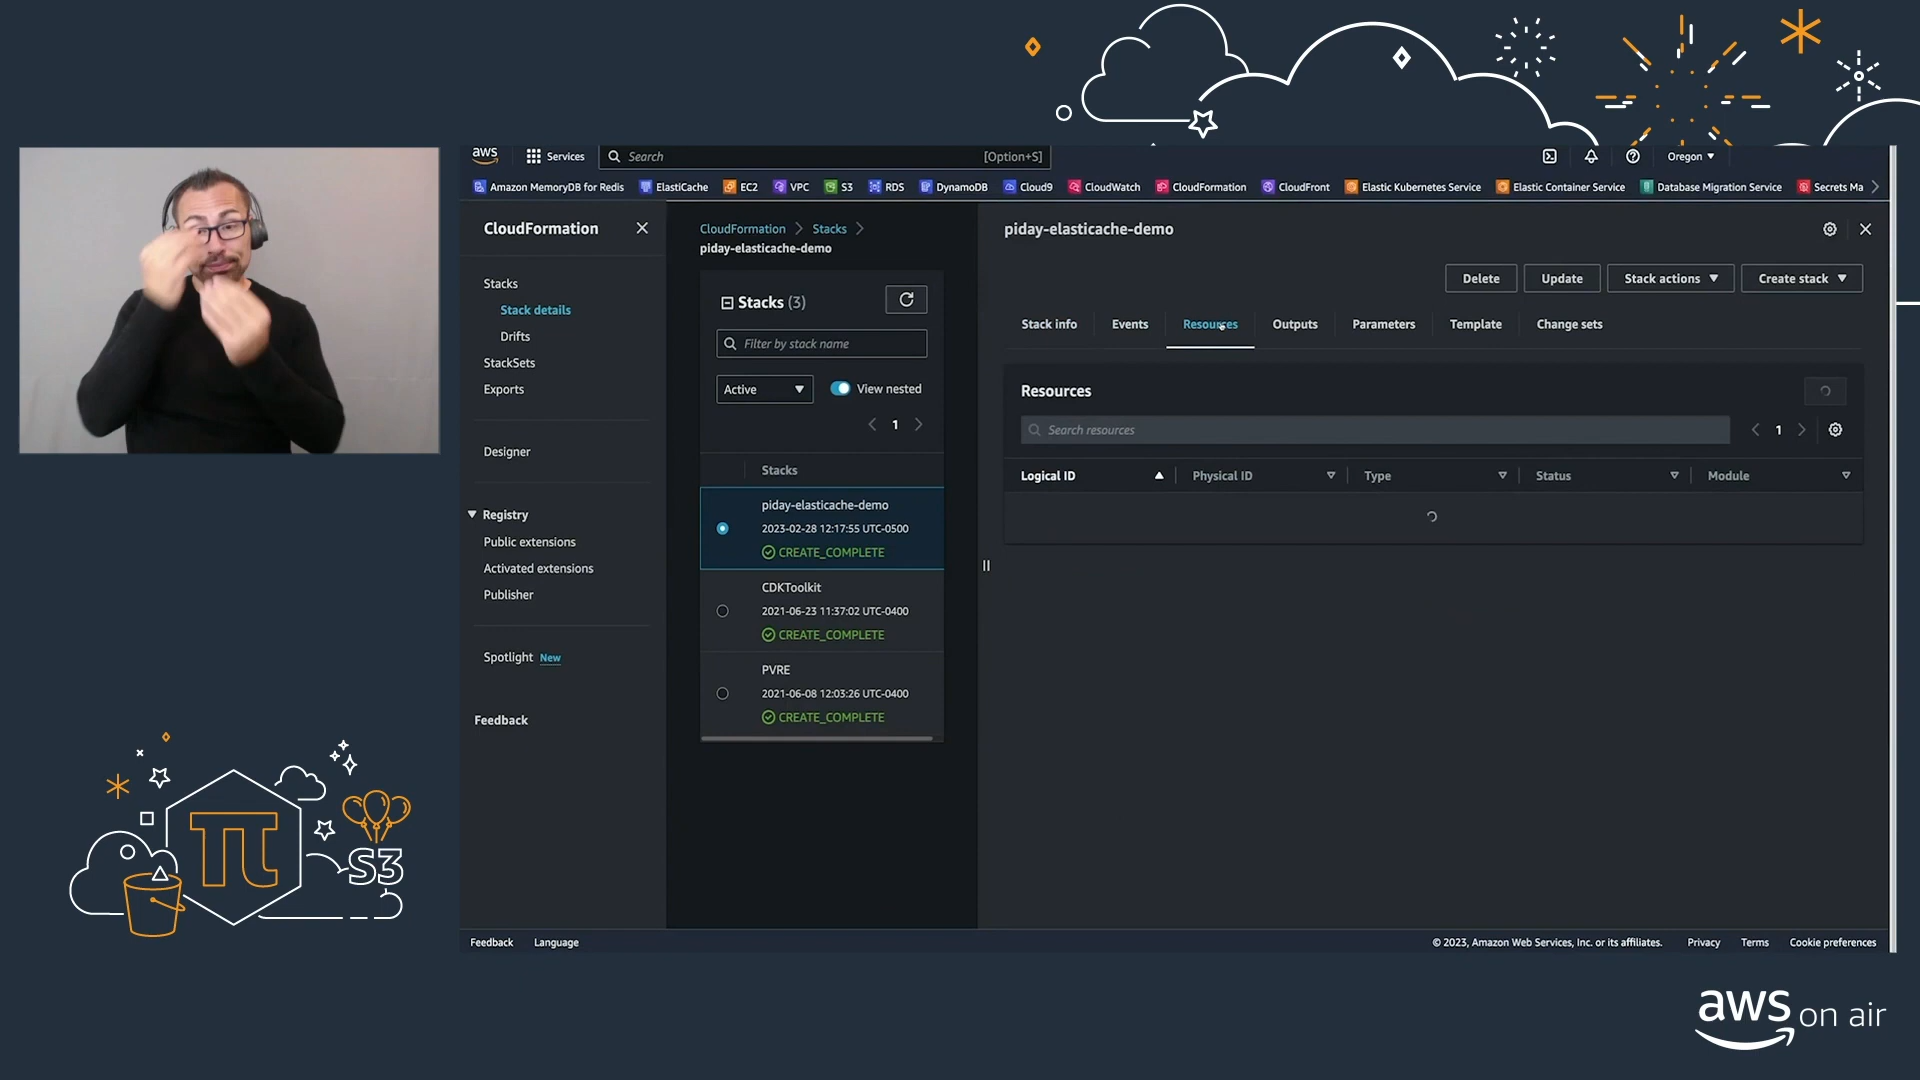 aws
Services
Search
[Option+S]
Oregon
Amazon MemoryDB for Redis
ElastiCache
EC2
VPC
S3
RDS
DynamoDB
Cloud9
CloudWatch
CloudFormation
CloudFront
Elastic Kubernetes Service
Elastic Container Service
Database Migration Service
Secrets Ma
CloudFormation
Stacks
Stack details
Drifts
StackSets
Exports
Designer
Registry
Public extensions
Activated extensions
Publisher
Spotlight New
Feedback
CloudFormation
Stacks
piday-elasticache-demo
Stacks (3)
Filter by stack name
Active
View nested
1
Stacks
piday-elasticache-demo
2023-02-28 12:17:55 UTC-0500
CREATE_COMPLETE
CDKToolkit
2021-06-23 11:37:02 UTC-0400
CREATE_COMPLETE
PVRE
2021-06-08 12:03:26 UTC-0400
CREATE_COMPLETE
piday-elasticache-demo
Delete
Update
Stack actions
Create stack
Stack info
Events
Resources
Outputs
Parameters
Template
Change sets
Resources
Search resources
1
Logical ID
Physical ID
Type
Status
Module
Feedback
Language
© 2023, Amazon Web Services, Inc. or its affiliates.
Privacy
Terms
Cookie preferences
π
S3
aws on air